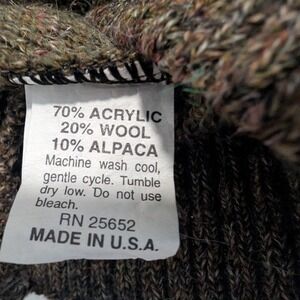 70% ACRYLIC
20% WOOL
10% ALPACA
Machine wash cool,
gentle cycle. Tumble
dry low. Do not use
bleach.
RN 25652
MADE IN U.S.A.